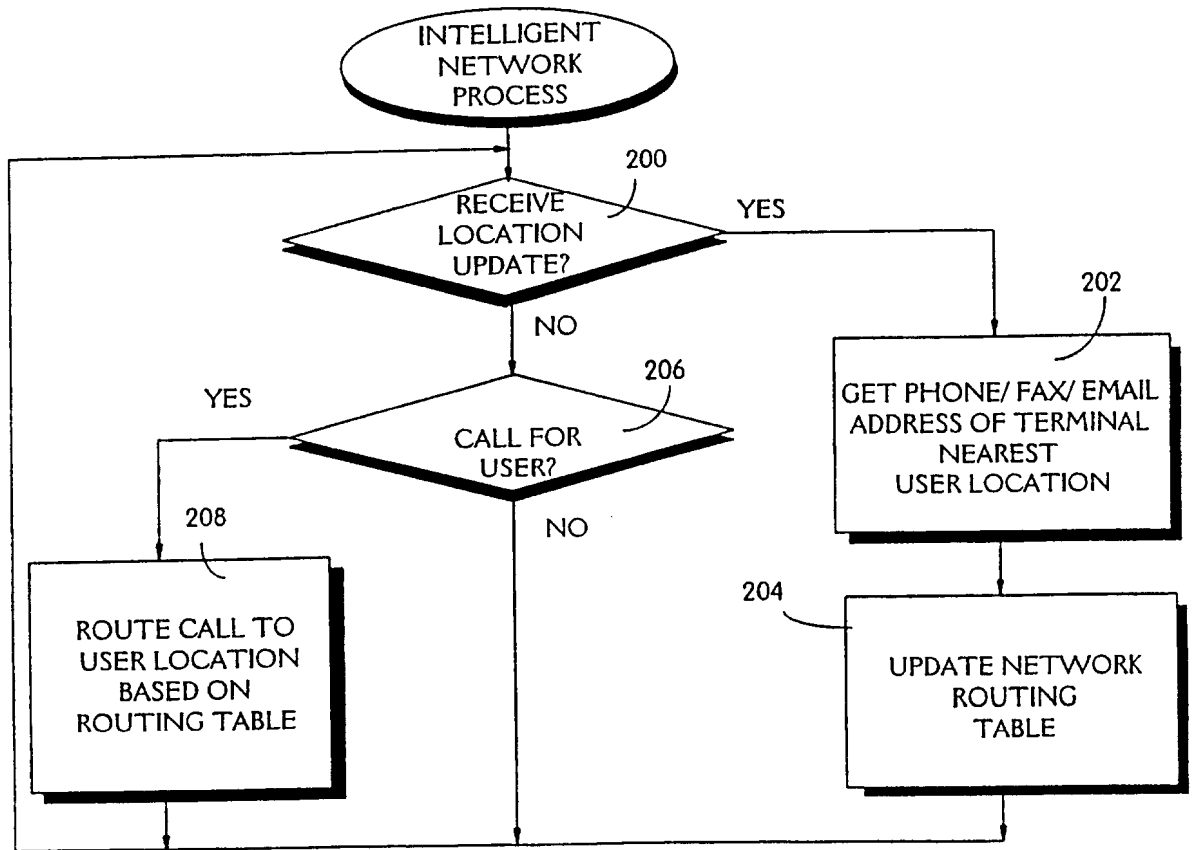 INTELLIGENT
NETWORK
PROCESS
200
RECEIVE
LOCATION
UPDATE?
YES
NO
202
GET PHONE/ FAX/ EMAIL
ADDRESS OF TERMINAL
NEAREST
USER LOCATION
206
YES
CALL FOR
USER?
NO
208
ROUTE CALL TO
USER LOCATION
BASED ON
ROUTING TABLE
204
UPDATE NETWORK
ROUTING
TABLE